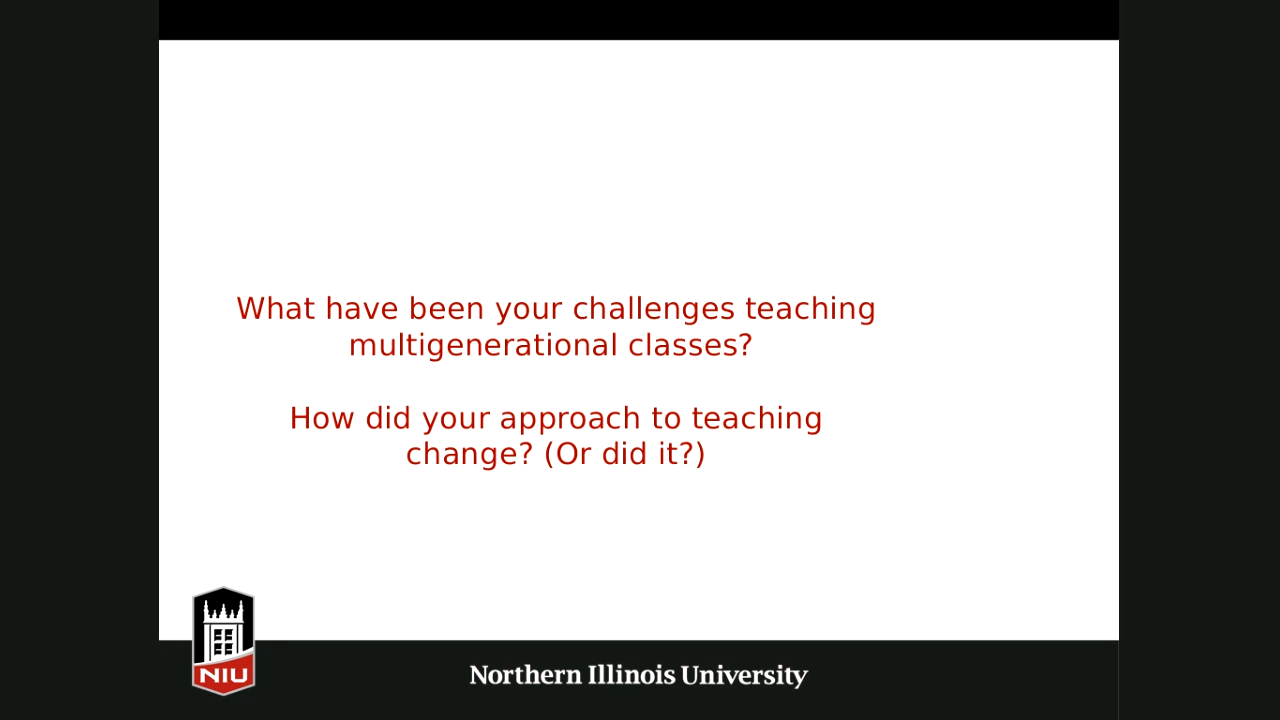 What have been your challenges teaching
multigenerational classes?
How did your approach to teaching
change? (Or did it?)
NIU
Northern Illinois University